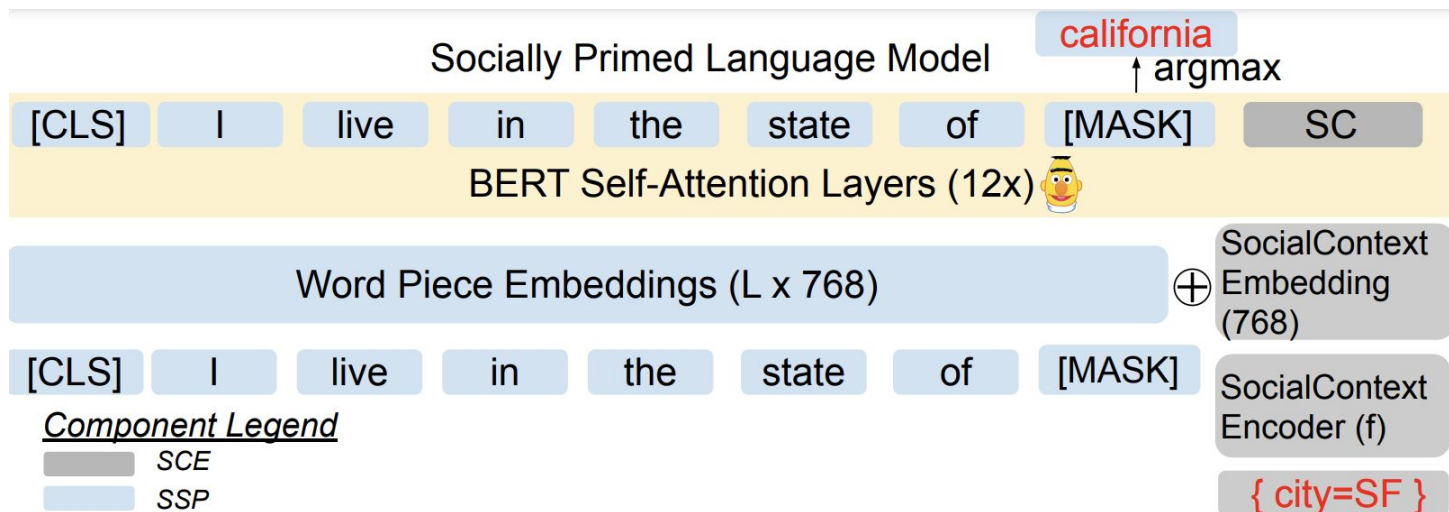 california
Socially Primed Language Model
argmax
[CLS] I live in the state of [MASK] SC
BERT Self-Attention Layers (12x)
Word Piece Embeddings (L x 768)
⊕
SocialContext
Embedding
(768)
[CLS] I live in the state of [MASK]
SocialContext
Encoder (f)
Component Legend
SCE
SSP
{ city=SF }